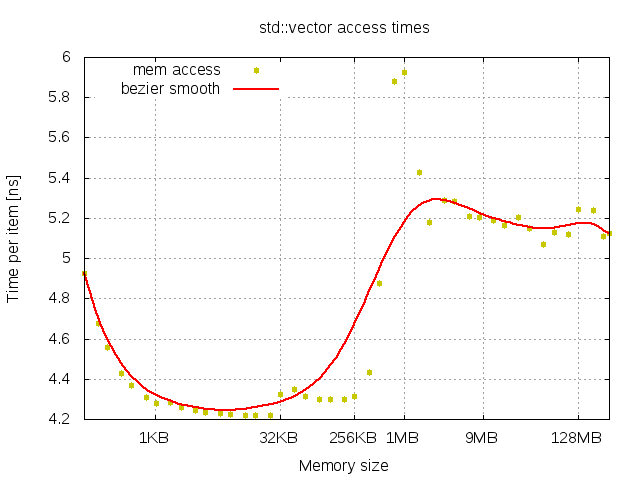 std::vector access times
mem access
bezier smooth
6
5.8
5.6
5.4
5.2
5
4.8
4.6
4.4
4.2
Time per item [ns]
1KB 32KB 256KB 1MB 9MB 128MB
Memory size